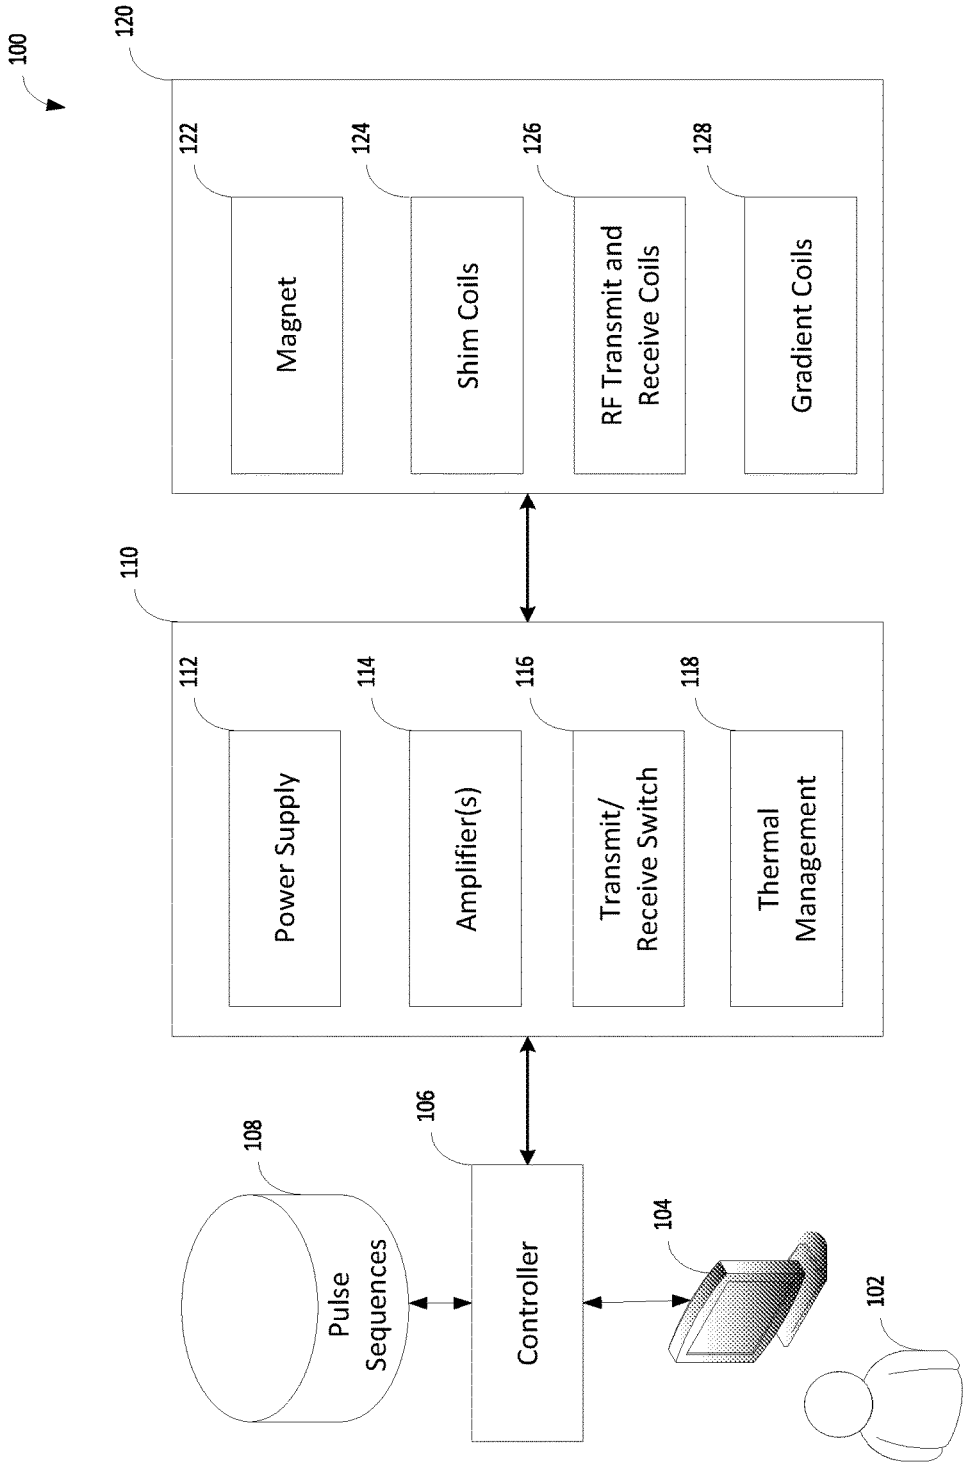 100
108
Pulse
Sequences
106
Controller
104
102
110
112
Power Supply
114
Amplifier(s)
116
Transmit/
Receive Switch
118
Thermal
Management
120
122
Magnet
124
Shim Coils
126
RF Transmit and
Receive Coils
128
Gradient Coils